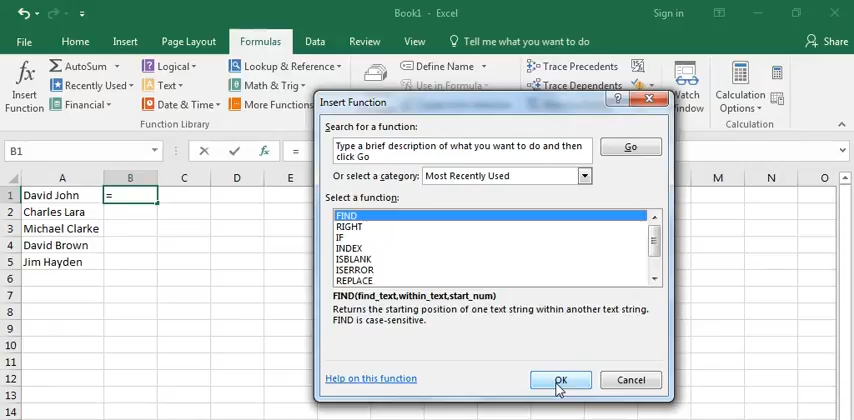 Book1 - Excel
Sign in
File Home Insert Page Layout Formulas Data Review View Tell me what you want to do Share
fx Insert Function
AutoSum
Recently Used
Financial
Logical
Text
Date & Time
Lookup & Reference
Math & Trig
More Functions
Function Library
Define Name
Use in Formula
Trace Precedents
Trace Dependents
Watch Window
Calculation Options
Calculation
B1 fx =
A B C D E M N O
1 David John =
2 Charles Lara
3 Michael Clarke
4 David Brown
5 Jim Hayden
6
7
8
9
10
11
12
13
14
Insert Function
?
Search for a function:
Type a brief description of what you want to do and then
click Go
Go
Or select a category: Most Recently Used
Select a function:
FIND
RIGHT
IF
INDEX
ISBLANK
ISERROR
REPLACE
FIND(find_text,within_text,start_num)
Returns the starting position of one text string within another text string.
FIND is case-sensitive.
Help on this function
OK
Cancel